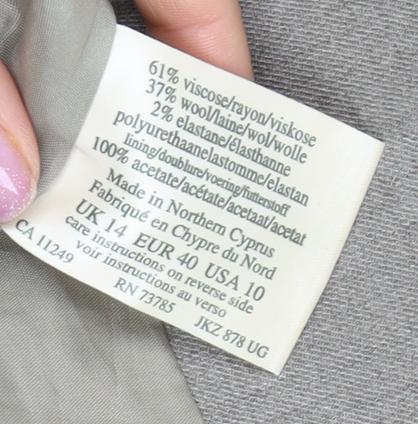 61% viscose/rayon/viskose
37% wool/laine/wol/wolle
2% elastane/élasthanne
polyurethaanelastomme/elastan
lining/doublure/voering/futterstoff
100% acetate/acétate/acetaat/acetat
Made in Northern Cyprus
Fabriqué en Chypre du Nord
UK 14 EUR 40 USA 10
care instructions on reverse side
voir instructions au verso
CA 11249 RN 73785 JKZ 878 UG